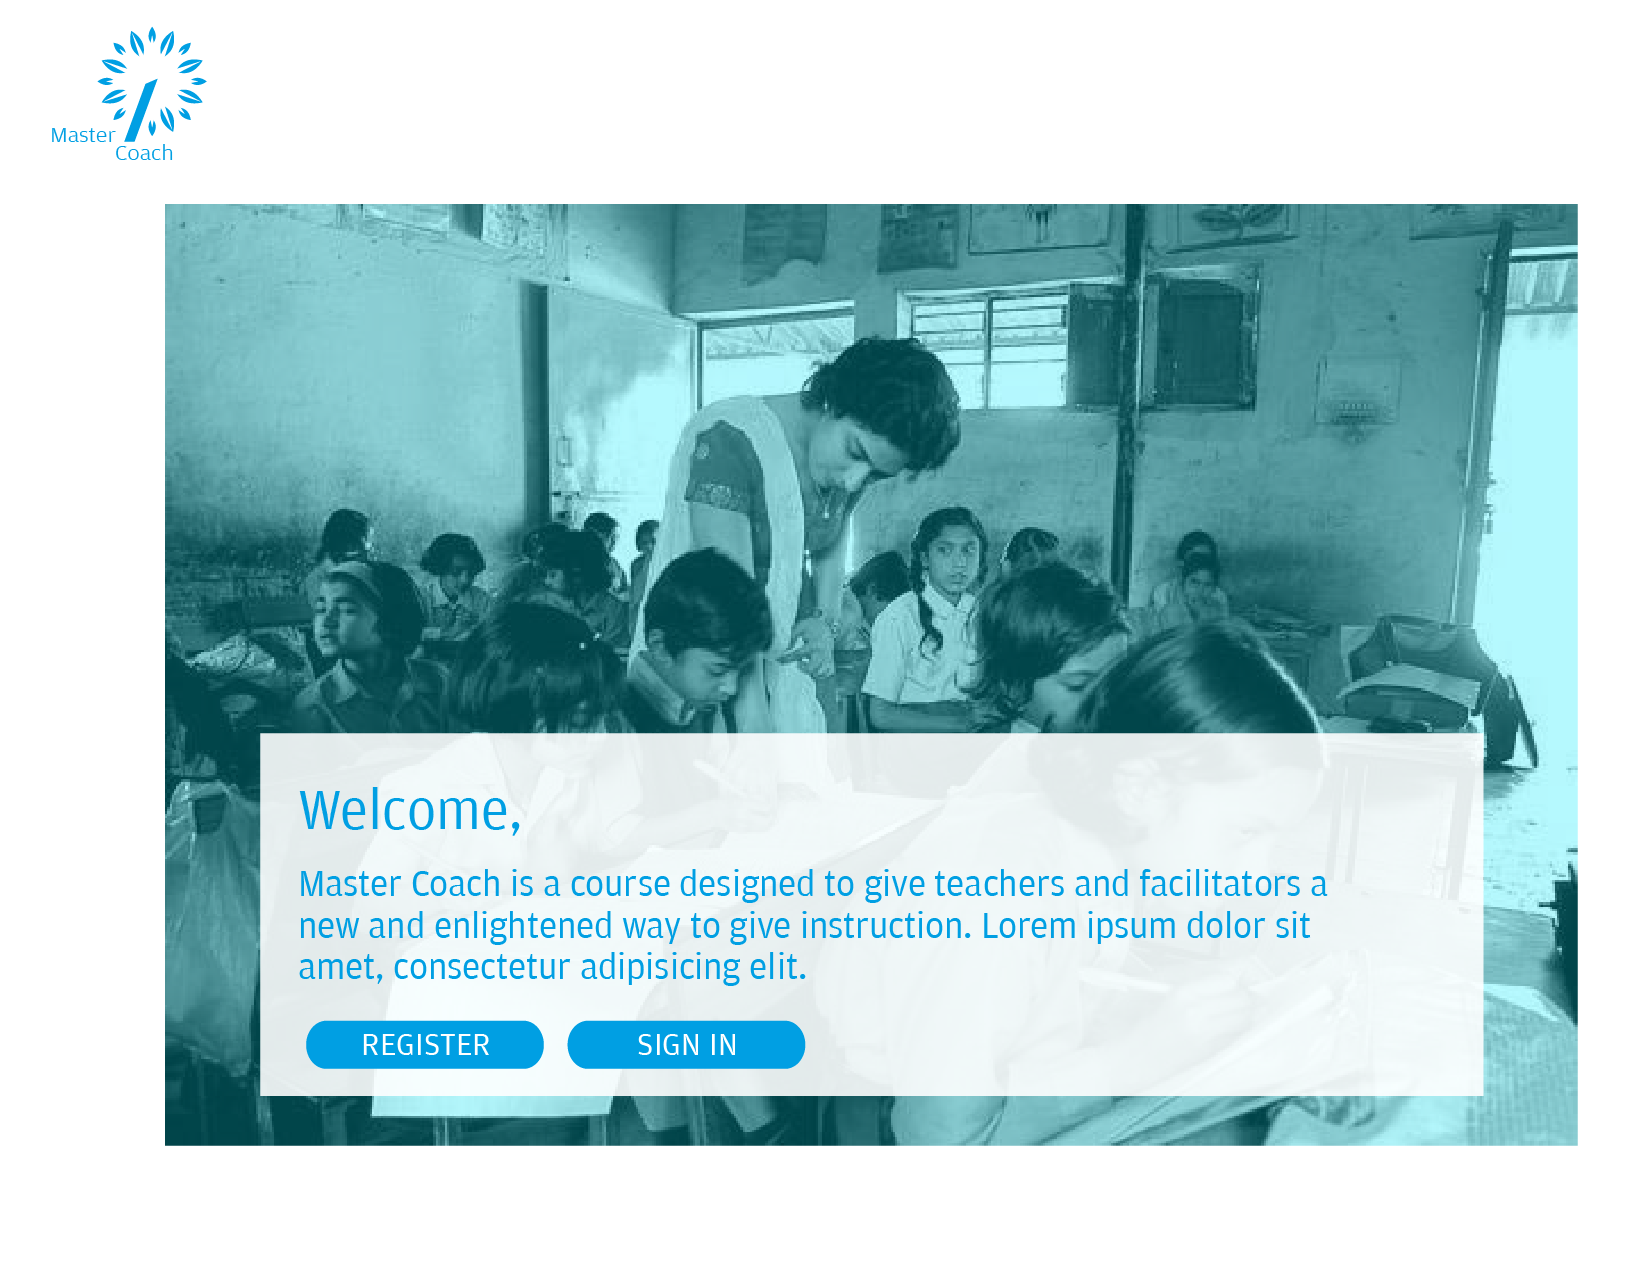 Master
Coach
Welcome,
Master Coach is a course designed to give teachers and facilitators a
new and enlightened way to give instruction. Lorem ipsum dolor sit
amet, consectetur adipisicing elit.
REGISTER
SIGN IN